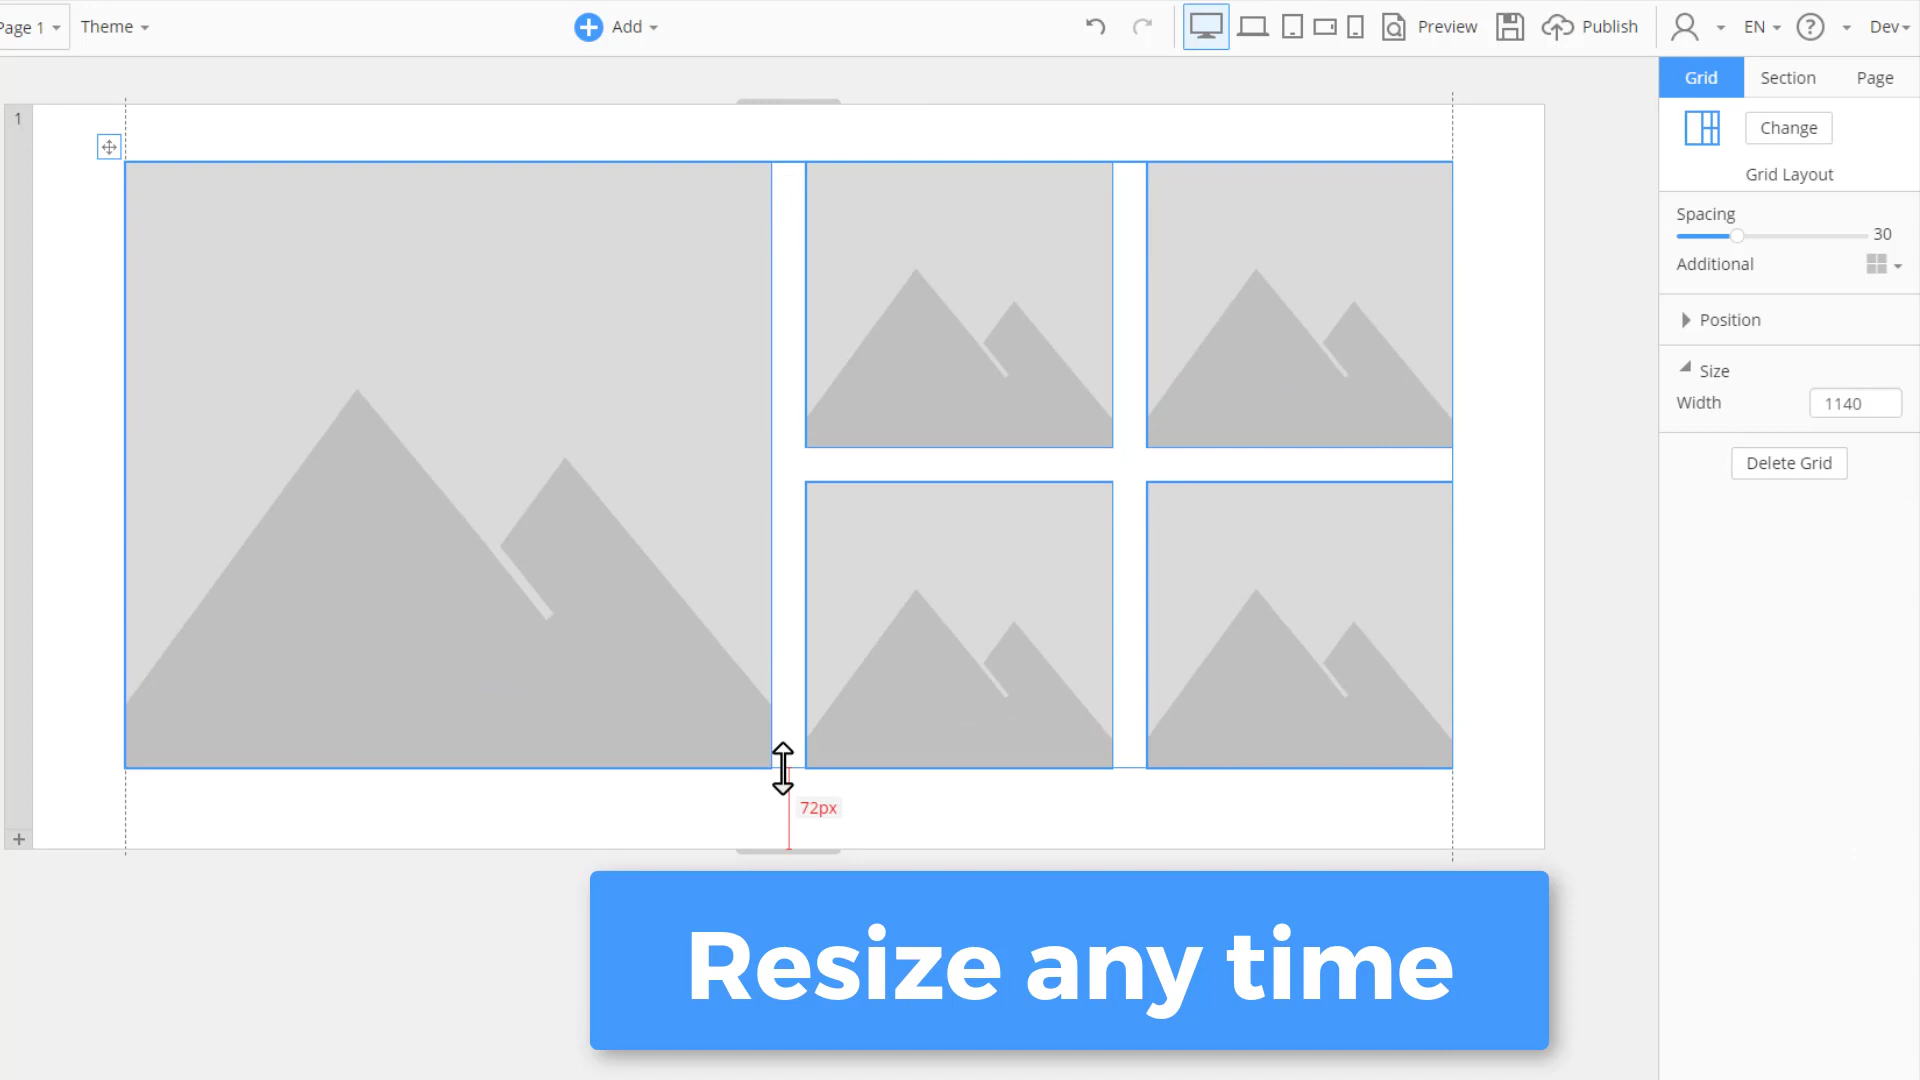 Page 1
Theme
Add
Preview
Publish
EN
?
Dev
1
Grid
Section
Page
Change
Grid Layout
Spacing
30
Additional
Position
Size
Width
1140
Delete Grid
72px
Resize any time